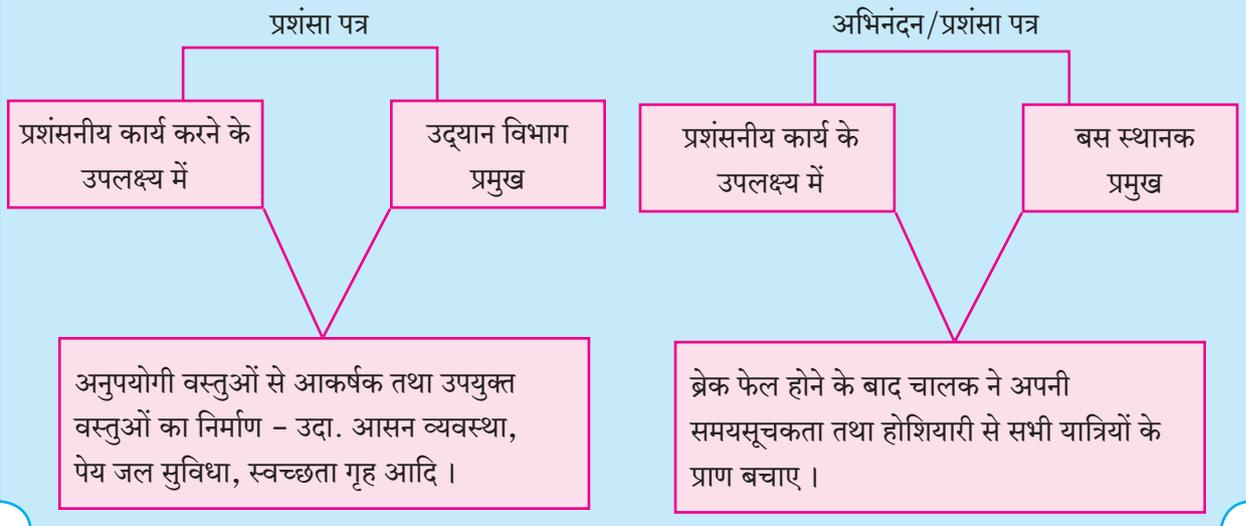 प्रशंसा पत्र
प्रशंसनीय कार्य करने के
उपलक्ष्य में
उद्‌यान विभाग
प्रमुख
अनुपयोगी वस्तुओं से आकर्षक तथा उपयुक्त
वस्तुओं का निर्माण – उदा. आसन व्यवस्था,
पेय जल सुविधा, स्वच्छता गृह आदि ।
अभिनंदन/प्रशंसा पत्र
प्रशंसनीय कार्य के
उपलक्ष्य में
बस स्थानक
प्रमुख
ब्रेक फेल होने के बाद चालक ने अपनी
समयसूचकता तथा होशियारी से सभी यात्रियों के
प्राण बचाए ।